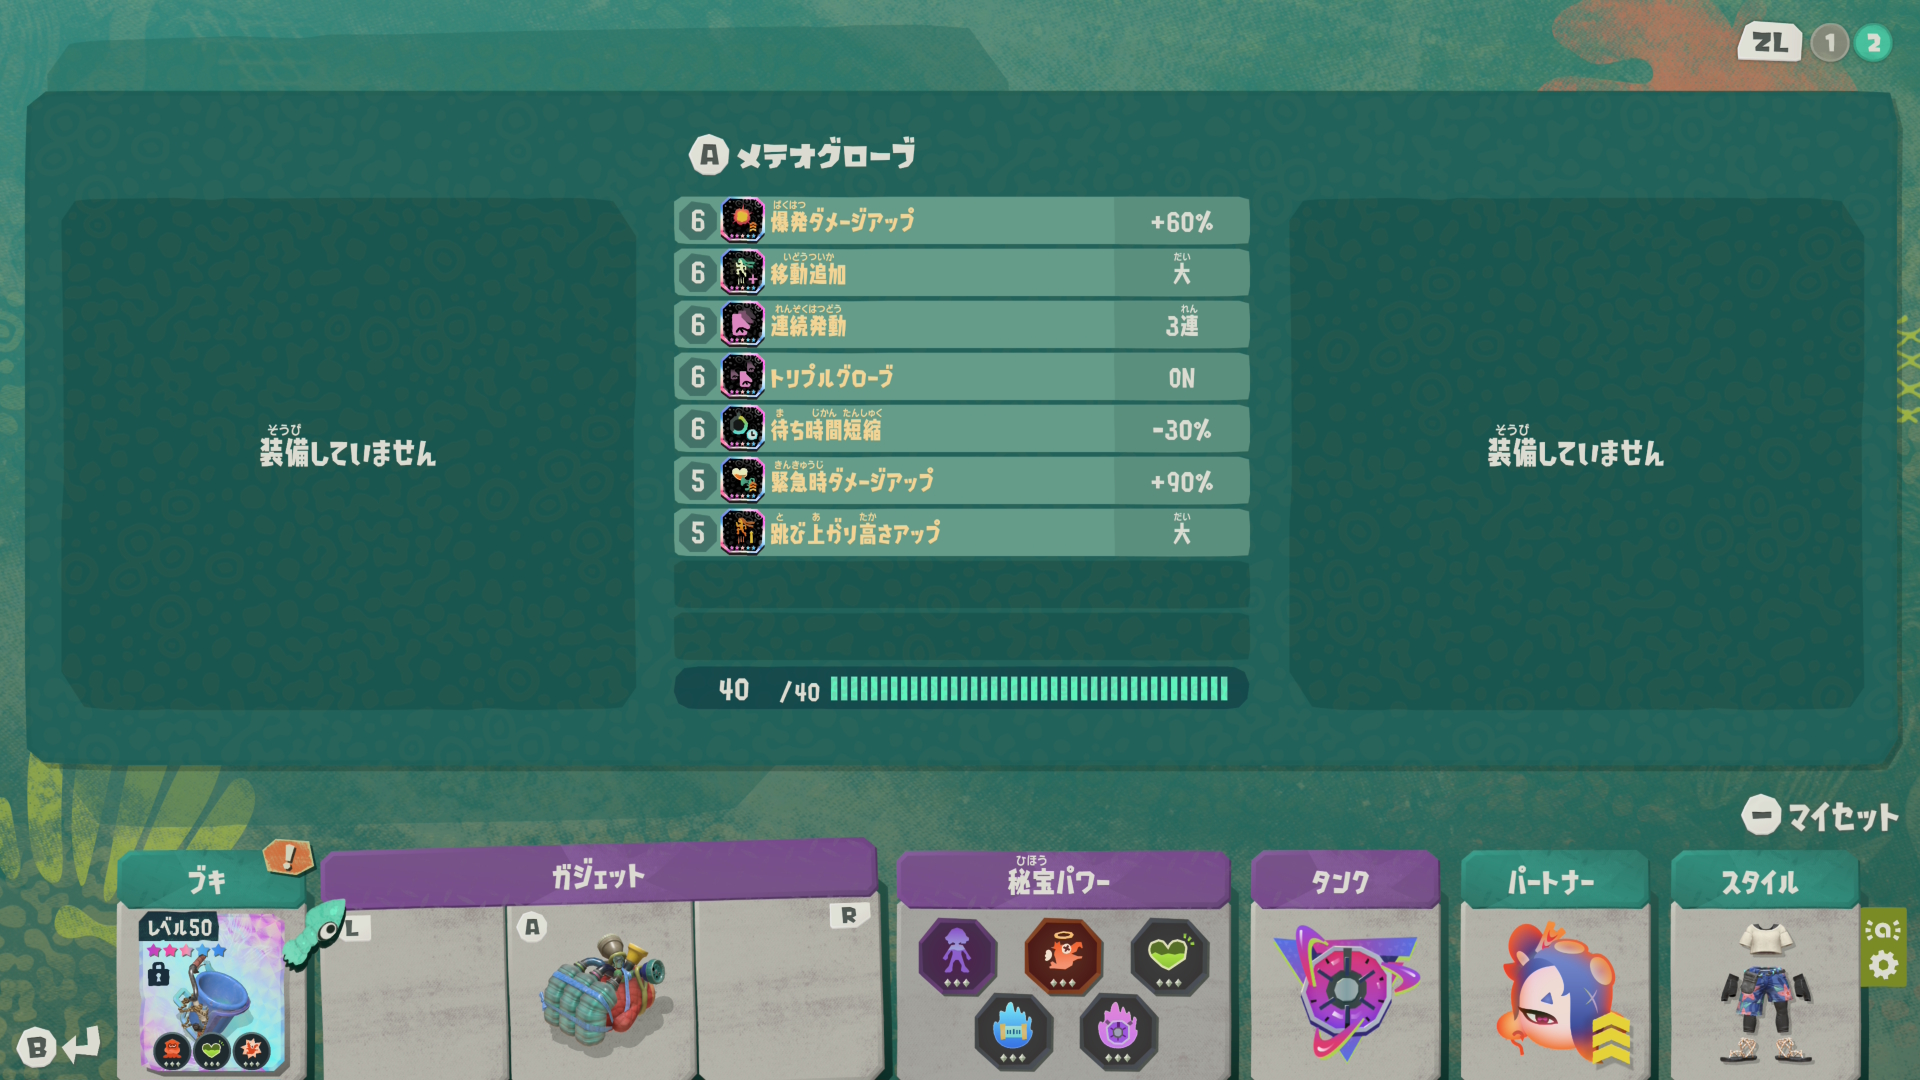 ZL 1 2
A メテオグローブ
ばくはつ
6 爆発ダメージアップ +60%
いどうついか だい
6 移動追加 大
れんぞくはつどう れん
6 連続発動 3連
6 トリプルグローブ ON
ま じかん たんしゅく
6 待ち時間短縮 -30%
きんきゅうじ
5 緊急時ダメージアップ +90%
と あ たか だい
5 跳び上がり高さアップ 大
そうび
装備していません
そうび
装備していません
40 /40
マイセット
ブキ !
ガジェット
ひほう
秘宝パワー
タンク
パートナー
スタイル
レベル50
L
A
R
a
B